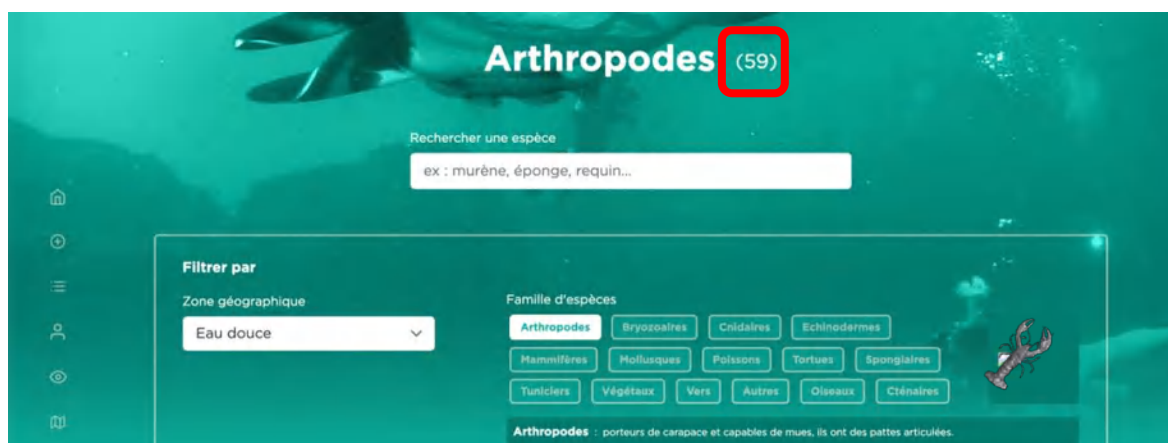 Arthropodes (59)
Rechercher une espèce
ex : murène, éponge, requin...
Filtrer par
Zone géographique
Eau douce
Famille d'espèces
Arthropodes Bryozoaires Cnidaires Echinodermes
Mammifères Mollusques Poissons Tortues Spongiaires
Tuniciers Végétaux Vers Autres Oiseaux Cténaires
Arthropodes : porteurs de carapace et capables de mues, ils ont des pattes articulées.